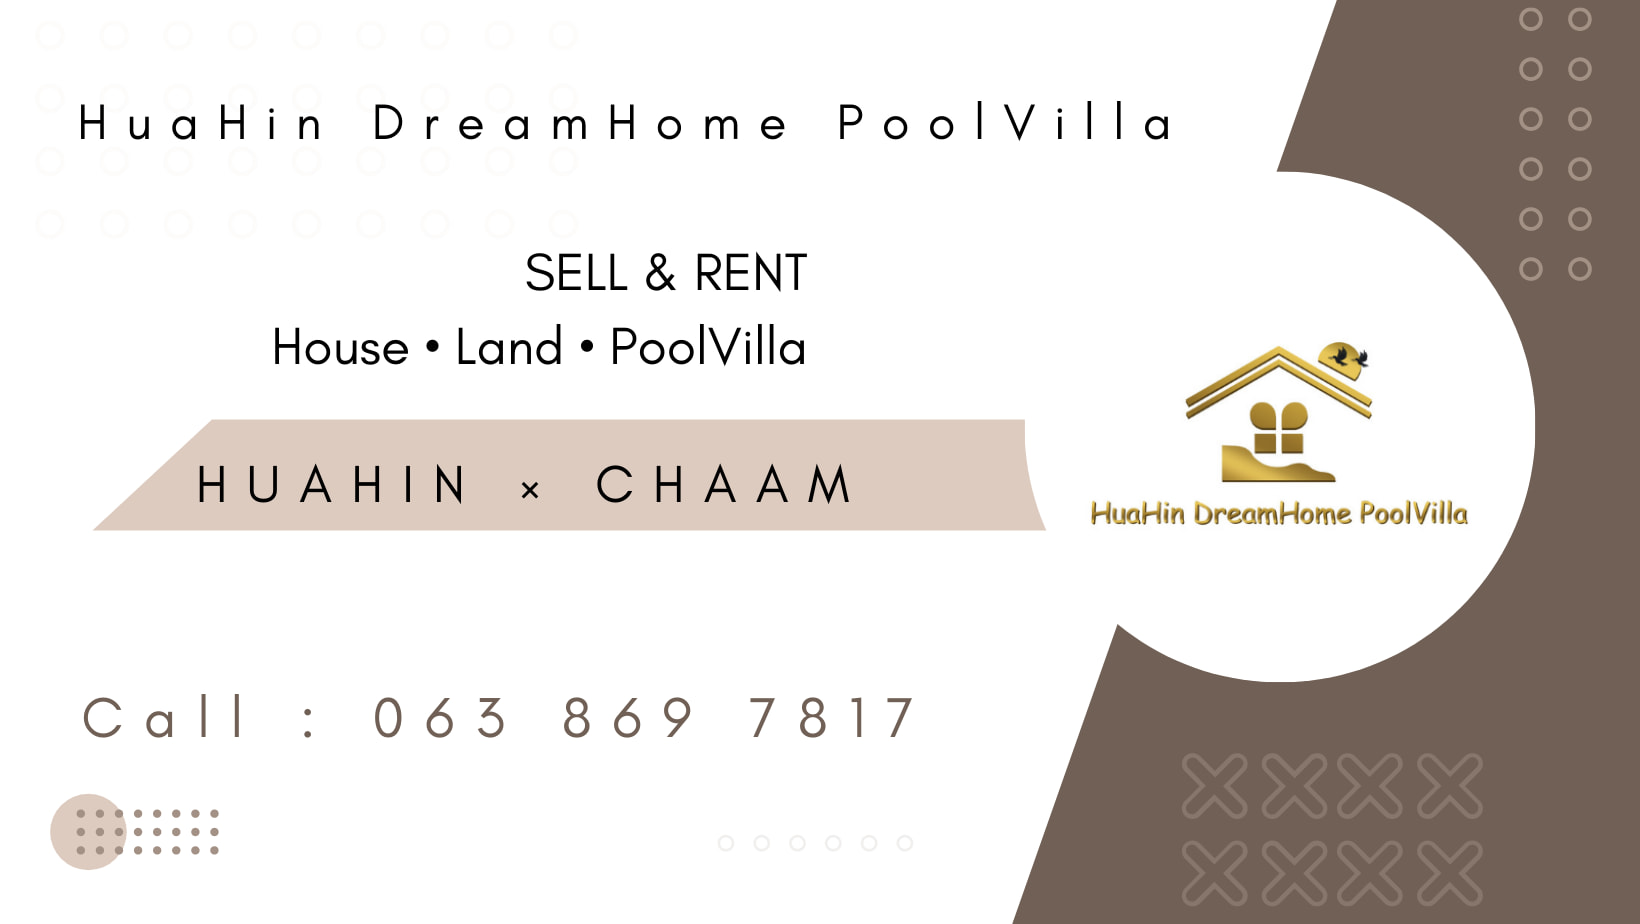 HuaHin DreamHome PoolVilla
SELL & RENT
House • Land • PoolVilla
HUAHIN × CHAAM
HuaHin DreamHome PoolVilla
Call : 063 869 7817